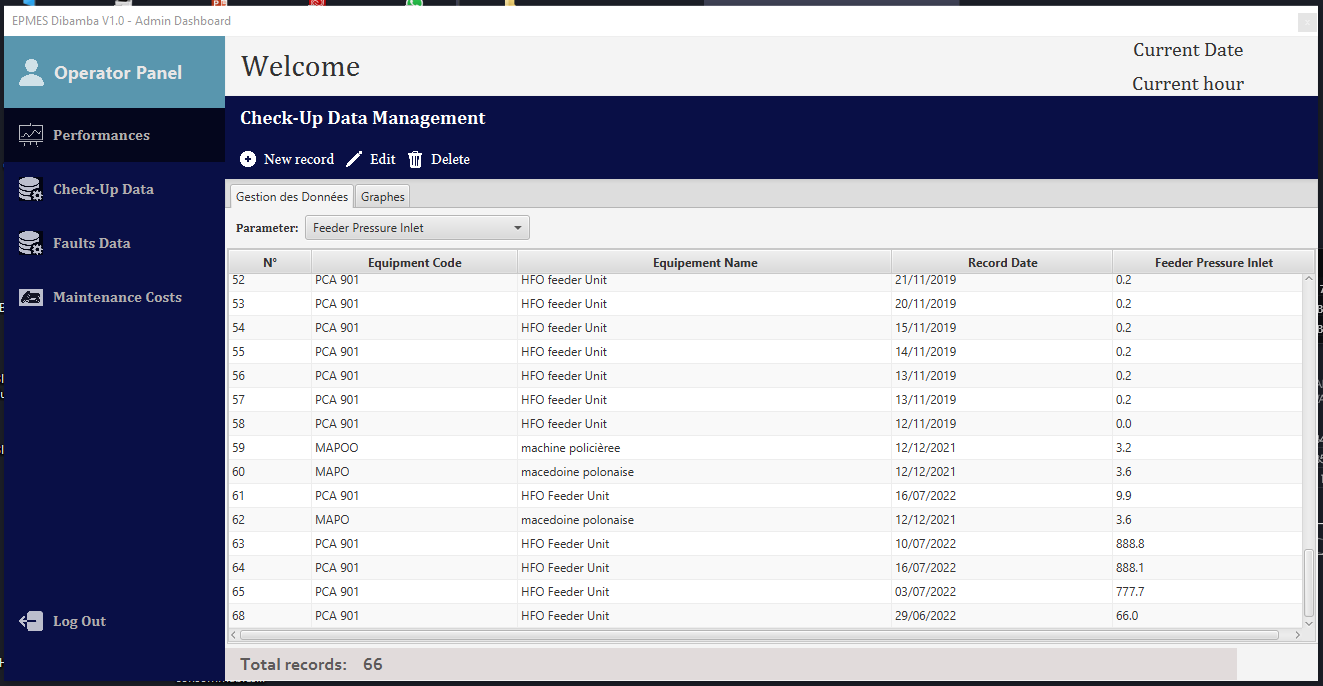 EPMES Dibamba V1.0 - Admin Dashboard
Operator Panel
Welcome
Current Date
Current hour
Performances
Check-Up Data
Faults Data
Maintenance Costs
Log Out
Check-Up Data Management
New record Edit Delete
Gestion des Données Graphes
Parameter: Feeder Pressure Inlet
N° Equipment Code Equipement Name Record Date Feeder Pressure Inlet
52 PCA 901 HFO feeder Unit 21/11/2019 0.2
53 PCA 901 HFO feeder Unit 20/11/2019 0.2
54 PCA 901 HFO feeder Unit 15/11/2019 0.2
55 PCA 901 HFO feeder Unit 14/11/2019 0.2
56 PCA 901 HFO feeder Unit 13/11/2019 0.2
57 PCA 901 HFO feeder Unit 13/11/2019 0.2
58 PCA 901 HFO feeder Unit 12/11/2019 0.0
59 MAPOO machine policièree 12/12/2021 3.2
60 MAPO macedoine polonaise 12/12/2021 3.6
61 PCA 901 HFO Feeder Unit 16/07/2022 9.9
62 MAPO macedoine polonaise 12/12/2021 3.6
63 PCA 901 HFO Feeder Unit 10/07/2022 888.8
64 PCA 901 HFO Feeder Unit 16/07/2022 888.1
65 PCA 901 HFO Feeder Unit 03/07/2022 777.7
68 PCA 901 HFO Feeder Unit 29/06/2022 66.0
Total records: 66